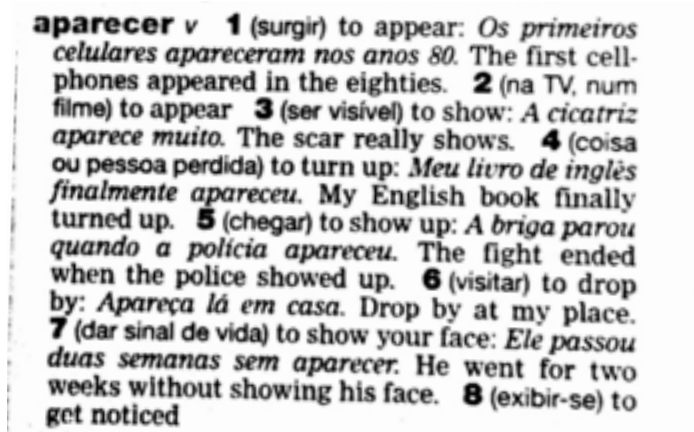 aparecer v 1 (surgir) to appear: Os primeiros
celulares apareceram nos anos 80. The first cell-
phones appeared in the eighties. 2 (na TV, num
filme) to appear 3 (ser visível) to show: A cicatriz
aparece muito. The scar really shows. 4 (coisa
ou pessoa perdida) to turn up: Meu livro de inglês
finalmente apareceu. My English book finally
turned up. 5 (chegar) to show up: A briga parou
quando a polícia apareceu. The fight ended
when the police showed up. 6 (visitar) to drop
by: Apareça lá em casa. Drop by at my place.
7 (dar sinal de vida) to show your face: Ele passou
duas semanas sem aparecer. He went for two
weeks without showing his face. 8 (exibir-se) to
get noticed